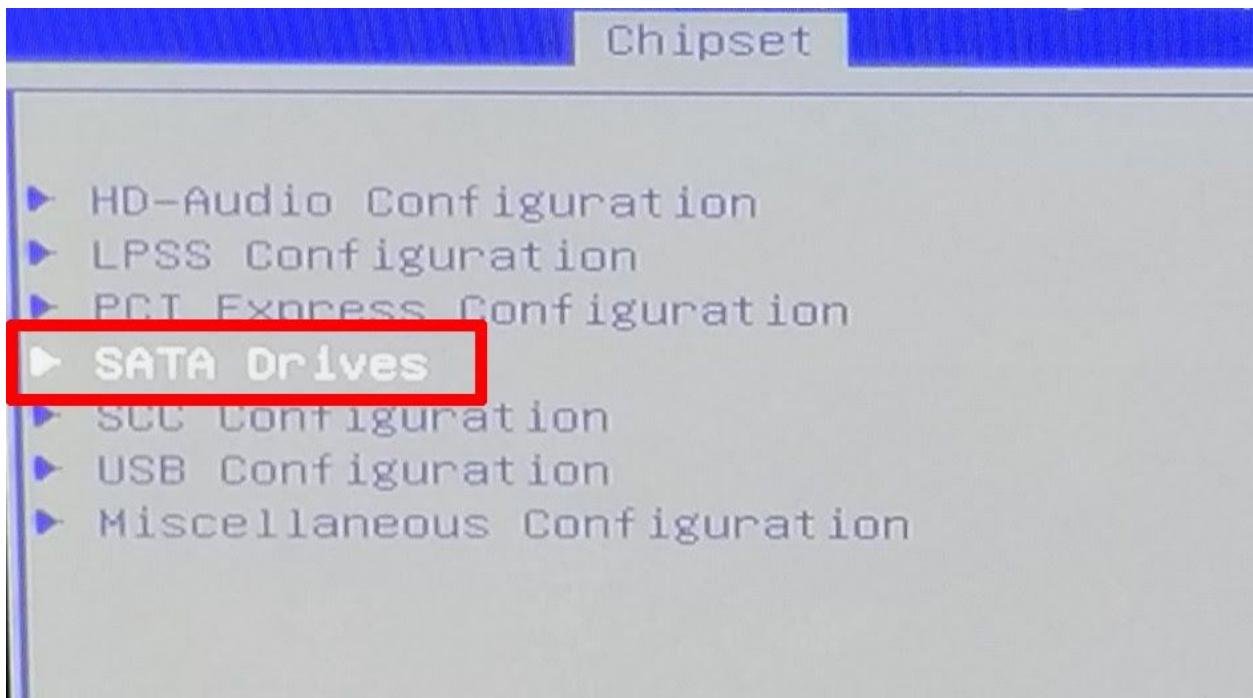 Chipset
HD-Audio Configuration
LPSS Configuration
PCI Express Configuration
SATA Drives
SCC Configuration
USB Configuration
Miscellaneous Configuration